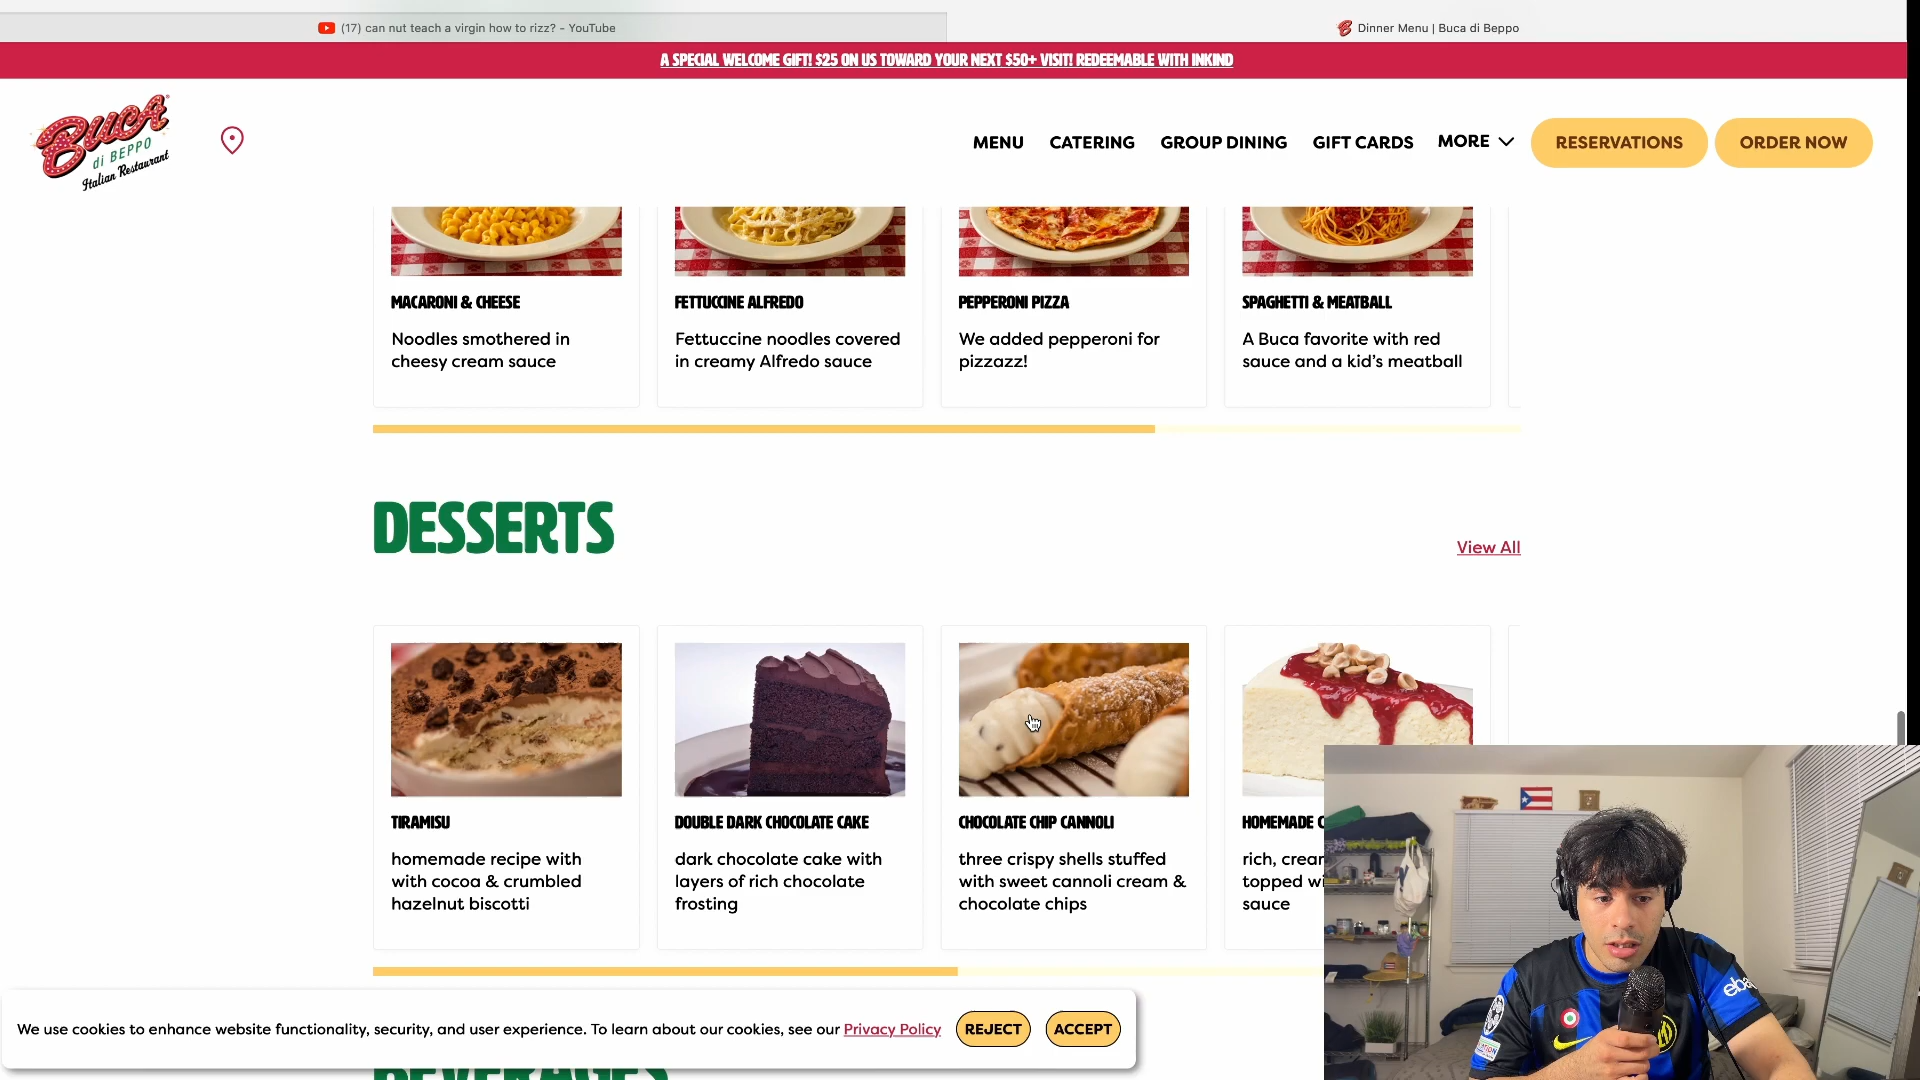 (17) can nut teach a virgin how to rizz? - YouTube
Dinner Menu | Buca di Beppo
A SPECIAL WELCOME GIFT! $25 ON US TOWARD YOUR NEXT $50+ VISIT! REDEEMABLE WITH INKIND
BUCA
di BEPPO
Italian Restaurant
MENU
CATERING
GROUP DINING
GIFT CARDS
MORE
RESERVATIONS
ORDER NOW
MACARONI & CHEESE
Noodles smothered in
cheesy cream sauce
FETTUCCINE ALFREDO
Fettuccine noodles covered
in creamy Alfredo sauce
PEPPERONI PIZZA
We added pepperoni for
pizzazz!
SPAGHETTI & MEATBALL
A Buca favorite with red
sauce and a kid's meatball
DESSERTS
View All
TIRAMISU
homemade recipe with
with cocoa & crumbled
hazelnut biscotti
DOUBLE DARK CHOCOLATE CAKE
dark chocolate cake with
layers of rich chocolate
frosting
CHOCOLATE CHIP CANNOLI
three crispy shells stuffed
with sweet cannoli cream &
chocolate chips
HOMEMADE
rich,
topped
sauce
We use cookies to enhance website functionality, security, and user experience. To learn about our cookies, see our Privacy Policy
REJECT
ACCEPT
BEVERAGES